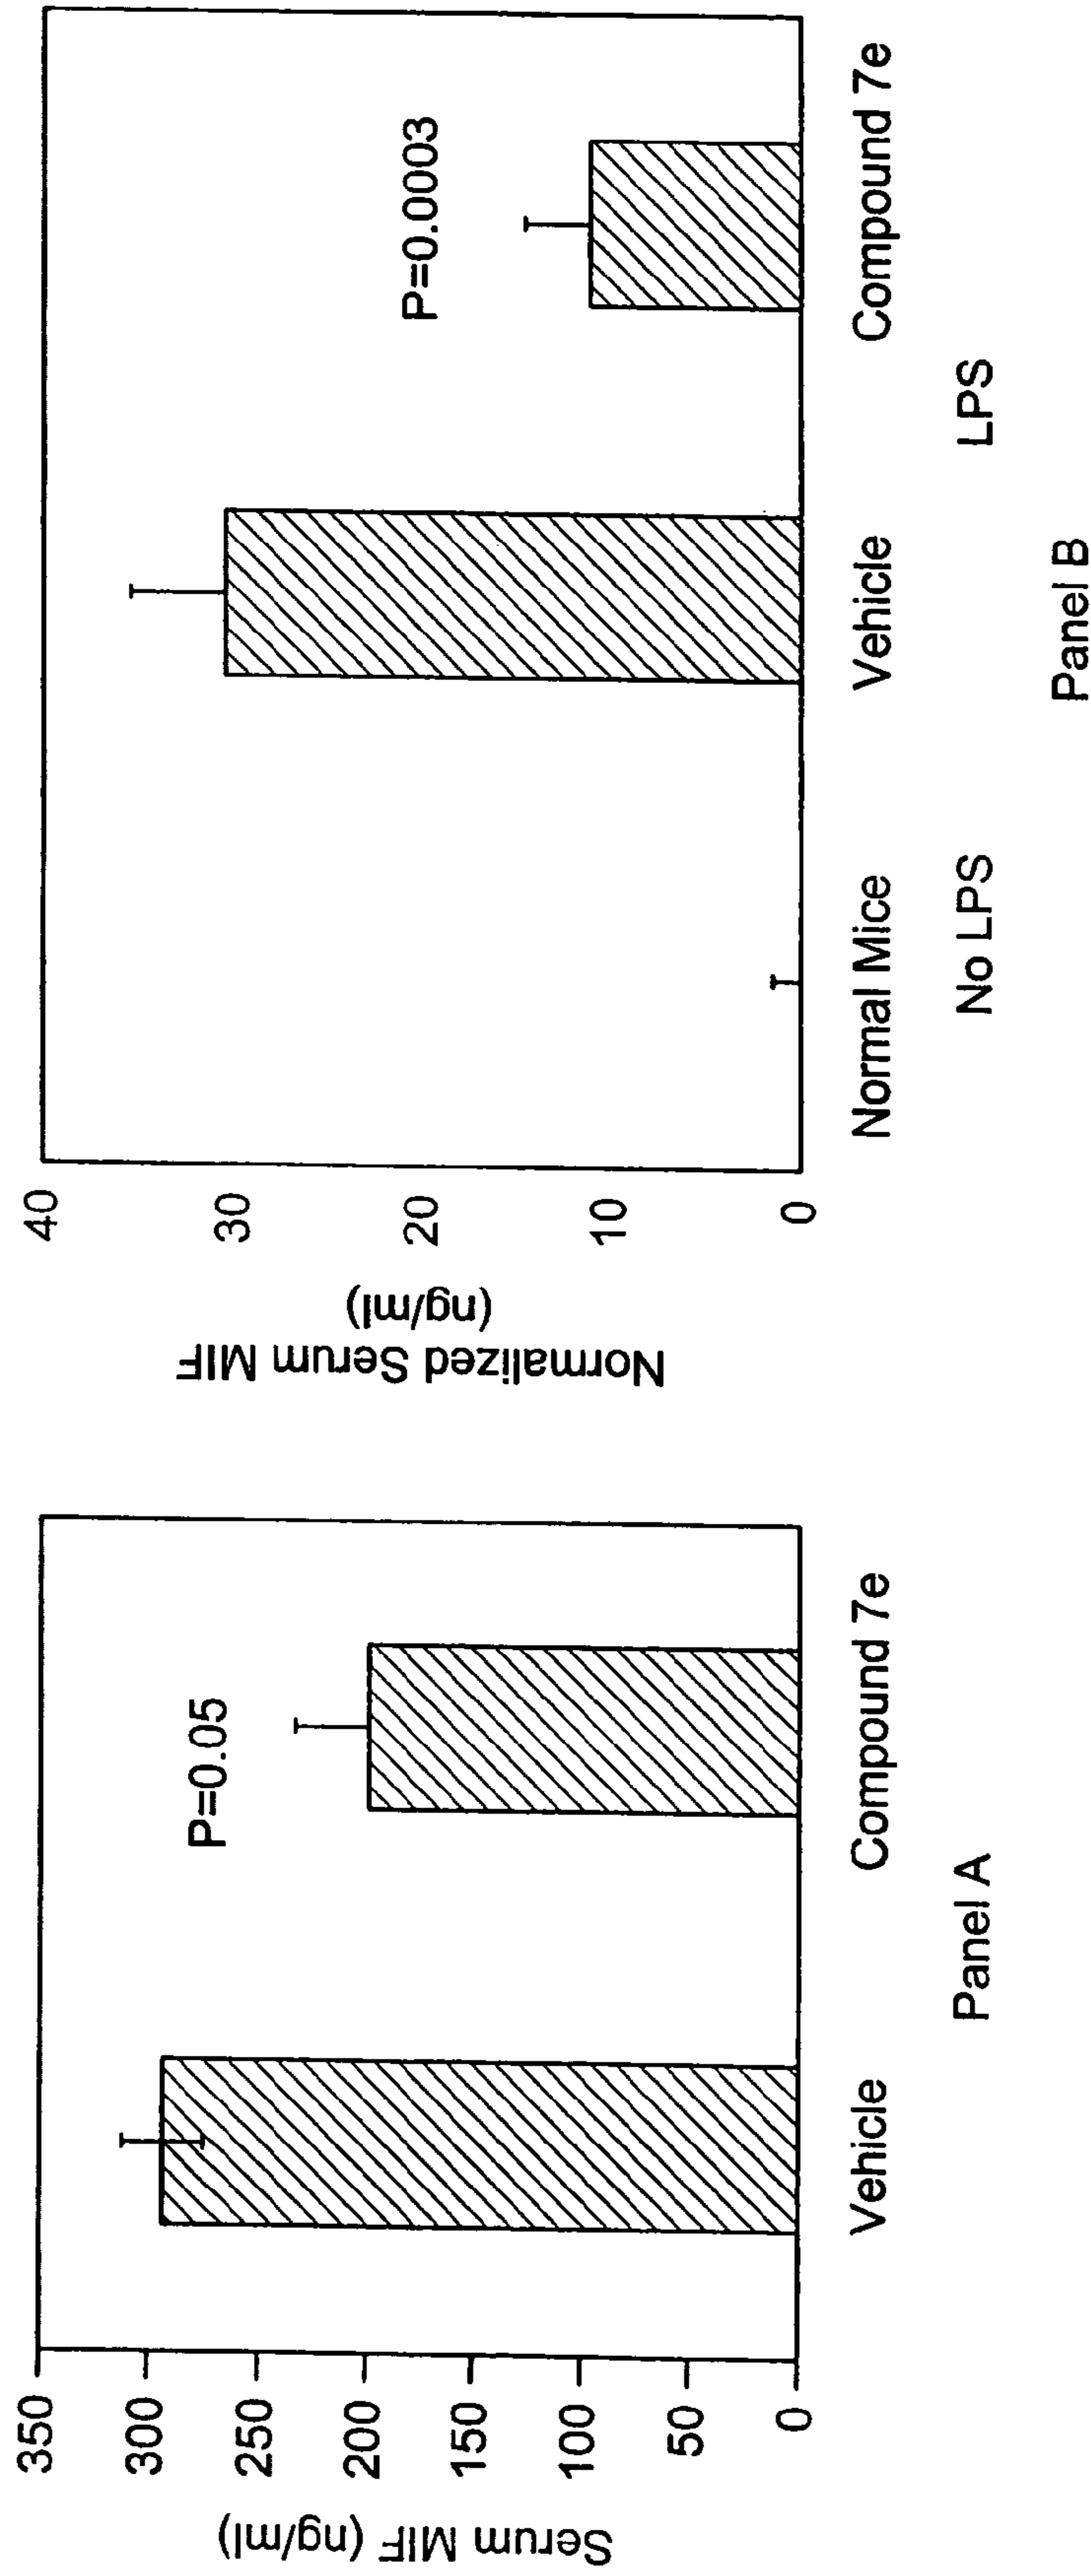 Serum MIF (ng/ml)
350
300
250
200
150
100
50
0
P=0.05
Vehicle
Compound 7e
Panel A
Normalized Serum MIF
(ng/ml)
40
30
20
10
0
P=0.0003
Normal Mice
Vehicle
Compound 7e
No LPS
LPS
Panel B